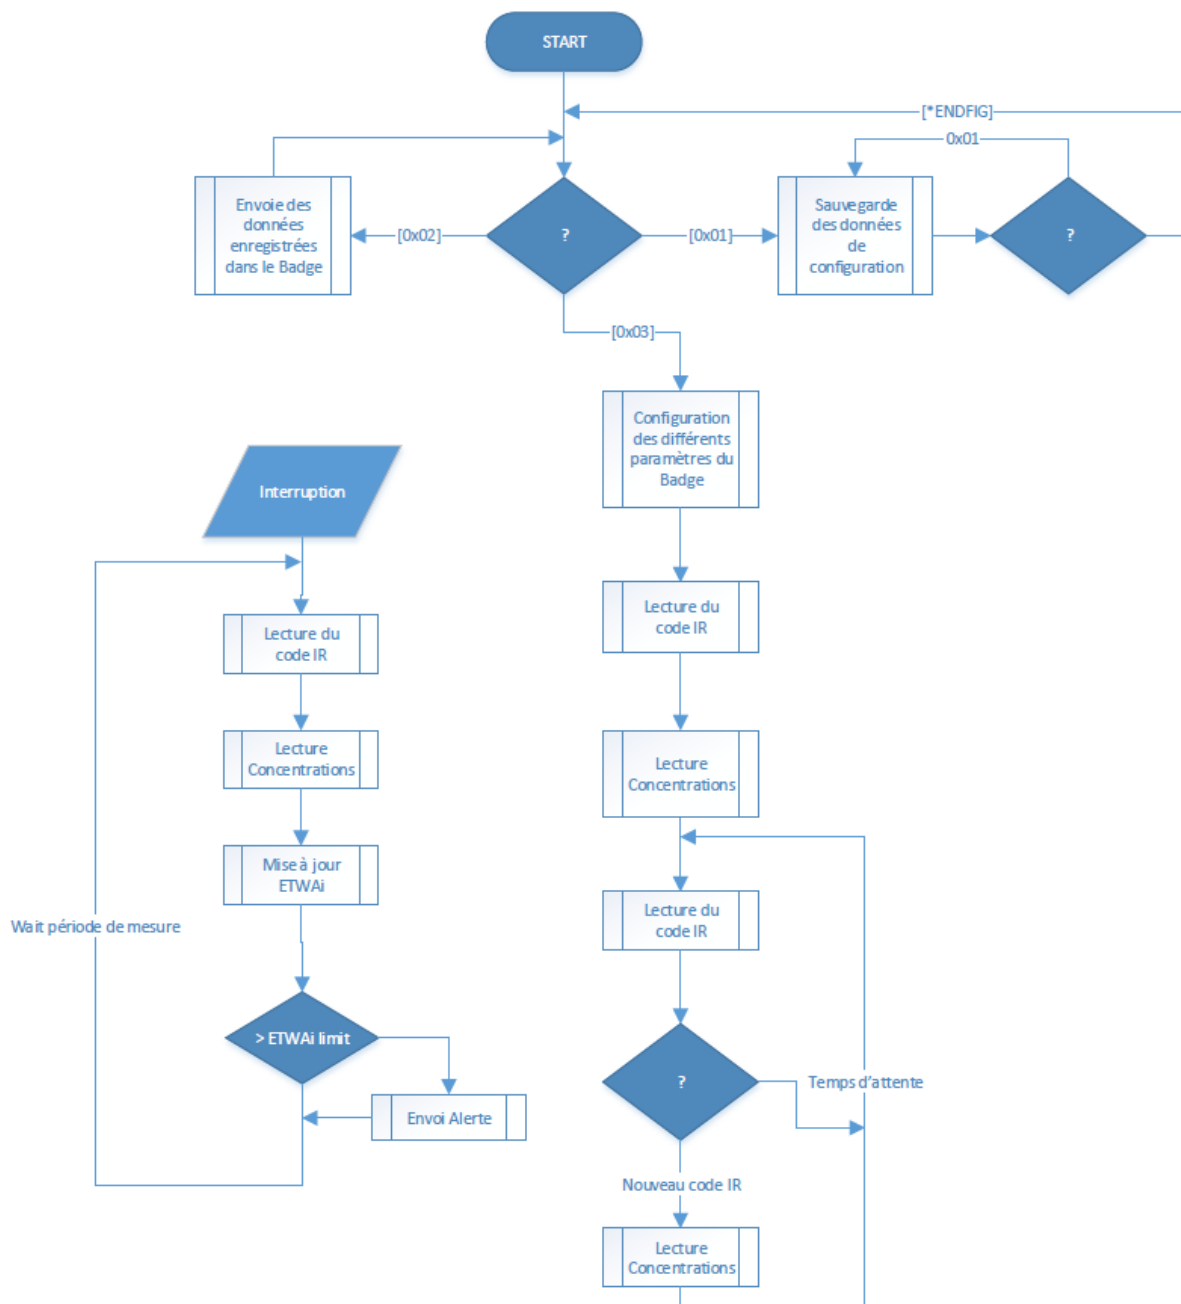 START
[*ENDFIG]
0x01
Envoie des
données
enregistrées
dans le Badge
[0x02]
?
[0x01]
Sauvegarde
des données
de
configuration
?
[0x03]
Configuration
des différents
paramètres du
Badge
Interruption
Lecture du
code IR
Lecture du
code IR
Lecture
Concentrations
Lecture
Concentrations
Mise à jour
ETWAi
Lecture du
code IR
Wait période de mesure
> ETWAi limit
?
Temps d'attente
Envoi Alerte
Nouveau code IR
Lecture
Concentrations